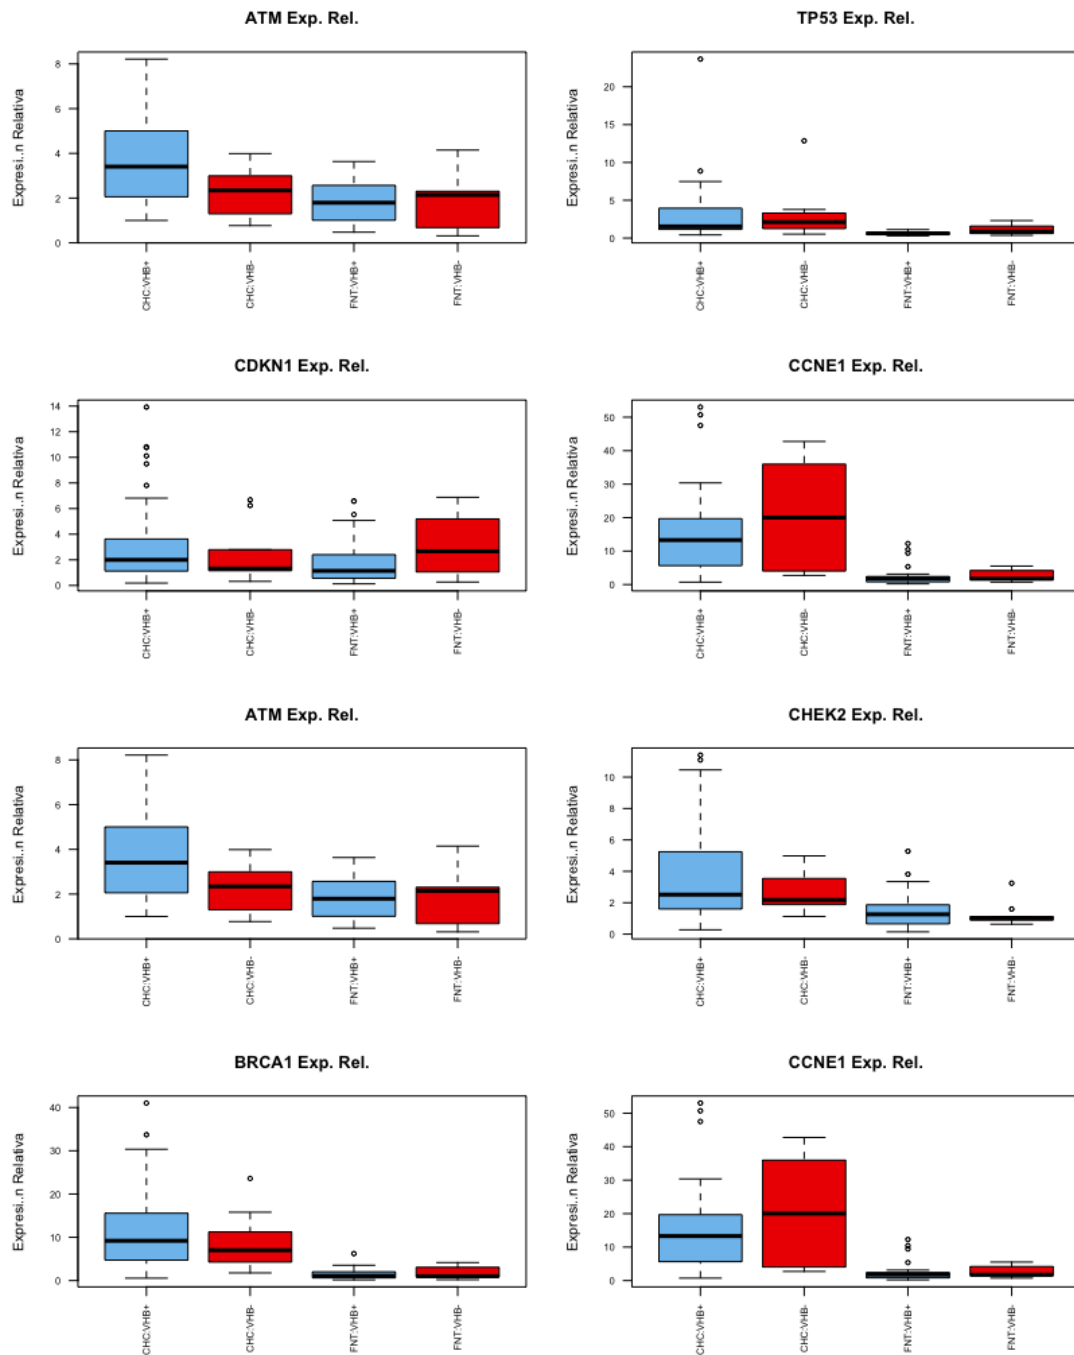 ATM Exp. Rel.
Expresi..n Relativa
8
6
4
2
0
CHC:VHB+
CHC:VHB-
FNT:VHB+
FNT:VHB-
TP53 Exp. Rel.
Expresi..n Relativa
20
15
10
5
0
CHC:VHB+
CHC:VHB-
FNT:VHB+
FNT:VHB-
CDKN1 Exp. Rel.
Expresi..n Relativa
14
12
10
8
6
4
2
0
CHC:VHB+
CHC:VHB-
FNT:VHB+
FNT:VHB-
CCNE1 Exp. Rel.
Expresi..n Relativa
50
40
30
20
10
0
CHC:VHB+
CHC:VHB-
FNT:VHB+
FNT:VHB-
ATM Exp. Rel.
Expresi..n Relativa
8
6
4
2
0
CHC:VHB+
CHC:VHB-
FNT:VHB+
FNT:VHB-
CHEK2 Exp. Rel.
Expresi..n Relativa
10
8
6
4
2
0
CHC:VHB+
CHC:VHB-
FNT:VHB+
FNT:VHB-
BRCA1 Exp. Rel.
Expresi..n Relativa
40
30
20
10
0
CHC:VHB+
CHC:VHB-
FNT:VHB+
FNT:VHB-
CCNE1 Exp. Rel.
Expresi..n Relativa
50
40
30
20
10
0
CHC:VHB+
CHC:VHB-
FNT:VHB+
FNT:VHB-